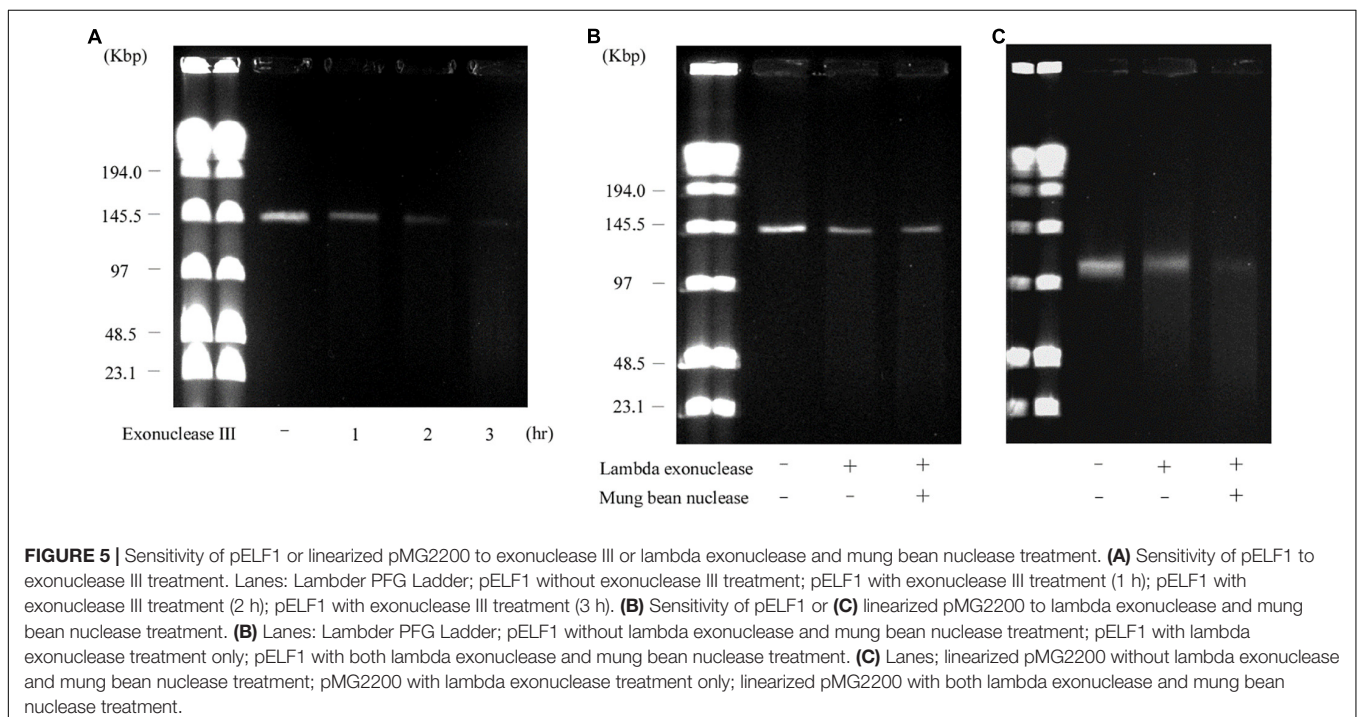 A
(Kbp)
194.0
145.5
97
48.5
23.1
Exonuclease III – 1 2 3 (hr)
B
(Kbp)
194.0
145.5
97
48.5
23.1
C
Lambda exonuclease – + + – + +
Mung bean nuclease – – + – – +
FIGURE 5 | Sensitivity of pELF1 or linearized pMG2200 to exonuclease III or lambda exonuclease and mung bean nuclease treatment. (A) Sensitivity of pELF1 to
exonuclease III treatment. Lanes: Lambder PFG Ladder; pELF1 without exonuclease III treatment; pELF1 with exonuclease III treatment (1 h); pELF1 with
exonuclease III treatment (2 h); pELF1 with exonuclease III treatment (3 h). (B) Sensitivity of pELF1 or (C) linearized pMG2200 to lambda exonuclease and mung
bean nuclease treatment. (B) Lanes: Lambder PFG Ladder; pELF1 without lambda exonuclease and mung bean nuclease treatment; pELF1 with lambda
exonuclease treatment only; pELF1 with both lambda exonuclease and mung bean nuclease treatment. (C) Lanes; linearized pMG2200 without lambda exonuclease
and mung bean nuclease treatment; pMG2200 with lambda exonuclease treatment only; linearized pMG2200 with both lambda exonuclease and mung bean
nuclease treatment.